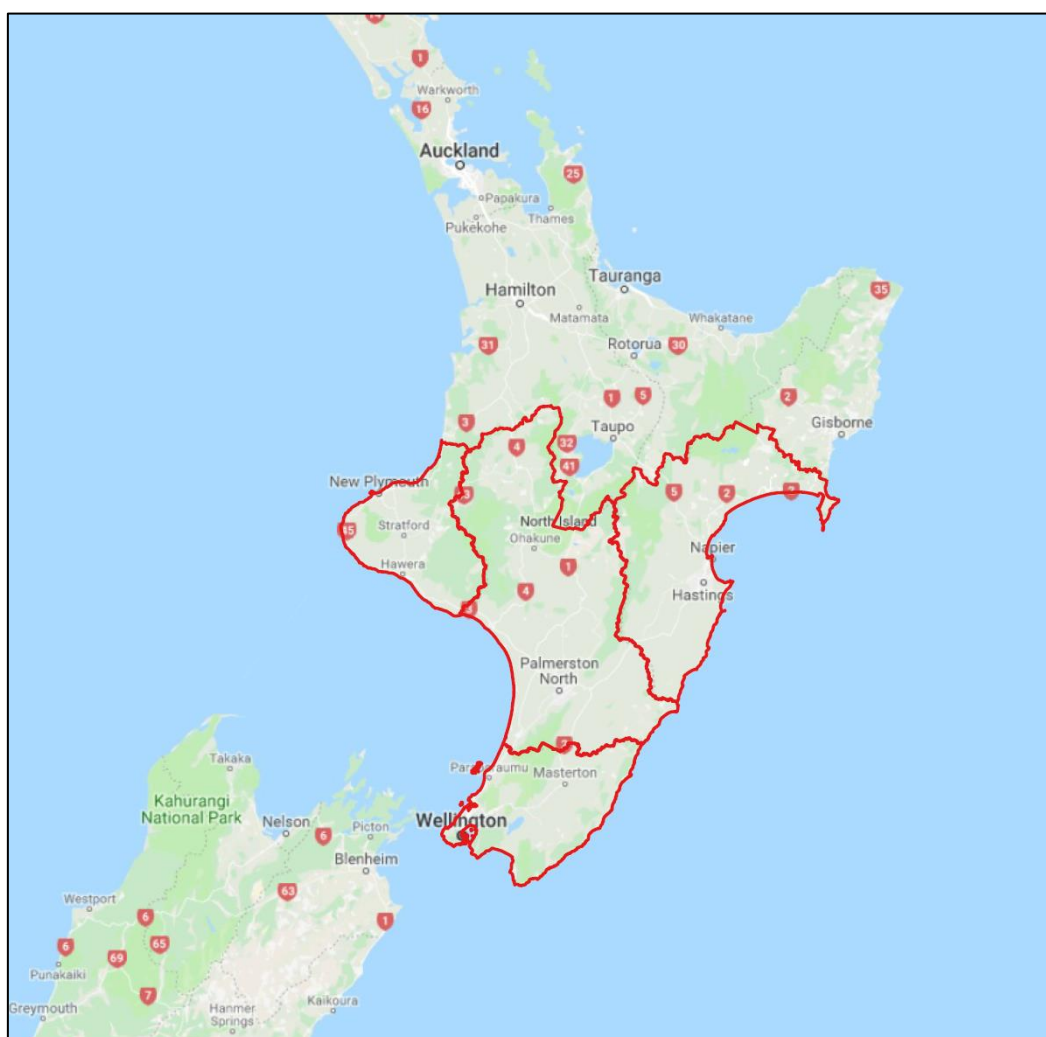 1
Warkworth
16
Auckland
25
Papakura
Thames
Pukekohe
Tauranga
35
Hamilton
Matamata
Whakatane
31
Rotorua
30
1
5
2
3
Gisborne
Taupo
4
32
41
New Plymouth
3
5
2
2
North Island
Stratford
45
Ohakune
Napier
Hawera
1
4
Hastings
3
Palmerston
North
2
Takaka
Masterton
Kahurangi
National Park
Wellington
Nelson
6
Picton
Blenheim
63
Westport
6
1
6
65
69
Punakaiki
7
Greymouth
Hanmer
Springs
Kaikoura